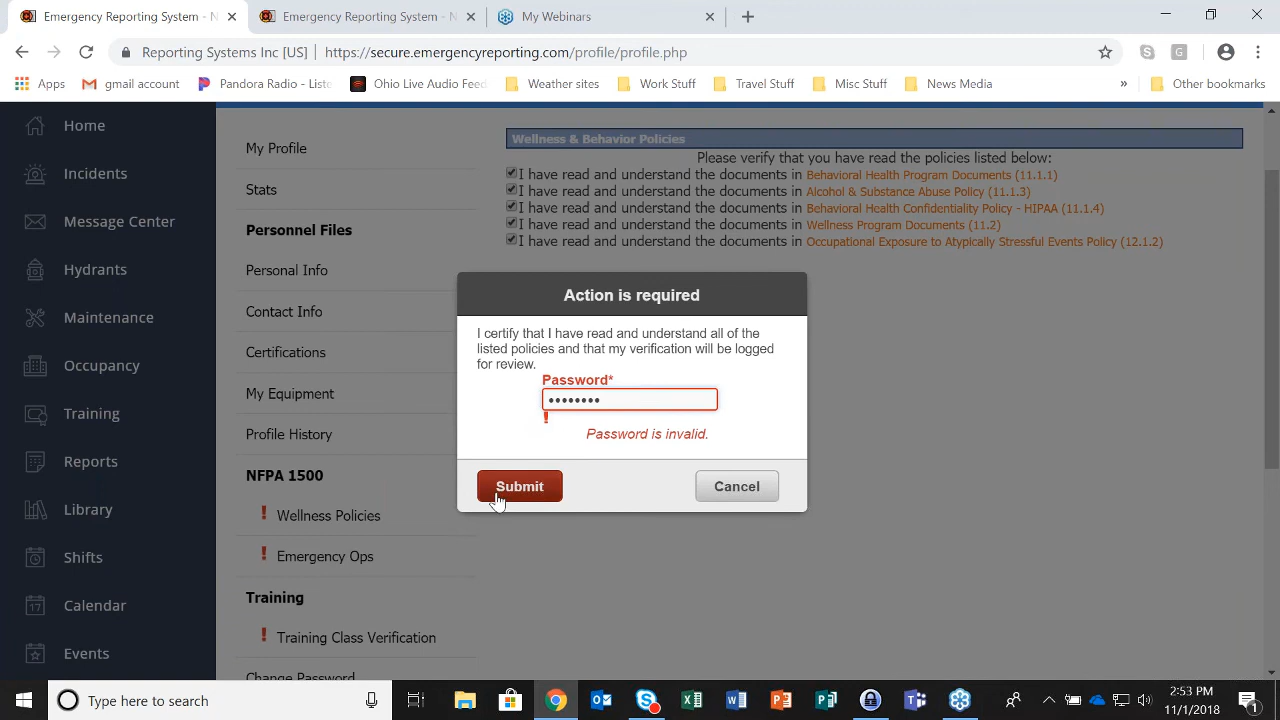 Emergency Reporting - N
Emergency Reporting - N
My Webinars
Reporting Systems Inc [US] | https://secure.emergencyreporting.com/profile/profile.php
S
G
Apps
gmail account
Pandora Radio - Liste
Ohio Live Audio Feed
Weather sites
Work Stuff
Travel Stuff
Misc Stuff
News Media
»
Other bookmarks
Home
Incidents
Message Center
Hydrants
Maintenance
Occupancy
Training
Reports
Library
Shifts
17 Calendar
Events
My Profile
Stats
Personnel Files
Personal Info
Contact Info
Certifications
My Equipment
Profile History
NFPA 1500
! Wellness Policies
! Emergency Ops
Training
! Training Class Verification
Change Password
Wellness & Behavior Policies
Please verify that you have read the policies listed below:
I have read and understand the documents in Behavioral Health Program Documents (11.1.1)
I have read and understand the documents in Alcohol & Substance Abuse Policy (11.1.3)
I have read and understand the documents in Behavioral Health Confidentiality Policy - HIPAA (11.1.4)
I have read and understand the documents in Wellness Program Documents (11.2)
I have read and understand the documents in Occupational Exposure to Atypically Stressful Events Policy (12.1.2)
Action is required
I certify that I have read and understand all of the
listed policies and that my verification will be logged
for review.
Password*
••••••••
!
Password is invalid.
Submit
Cancel
Type here to search
2:53 PM
11/1/2018
1